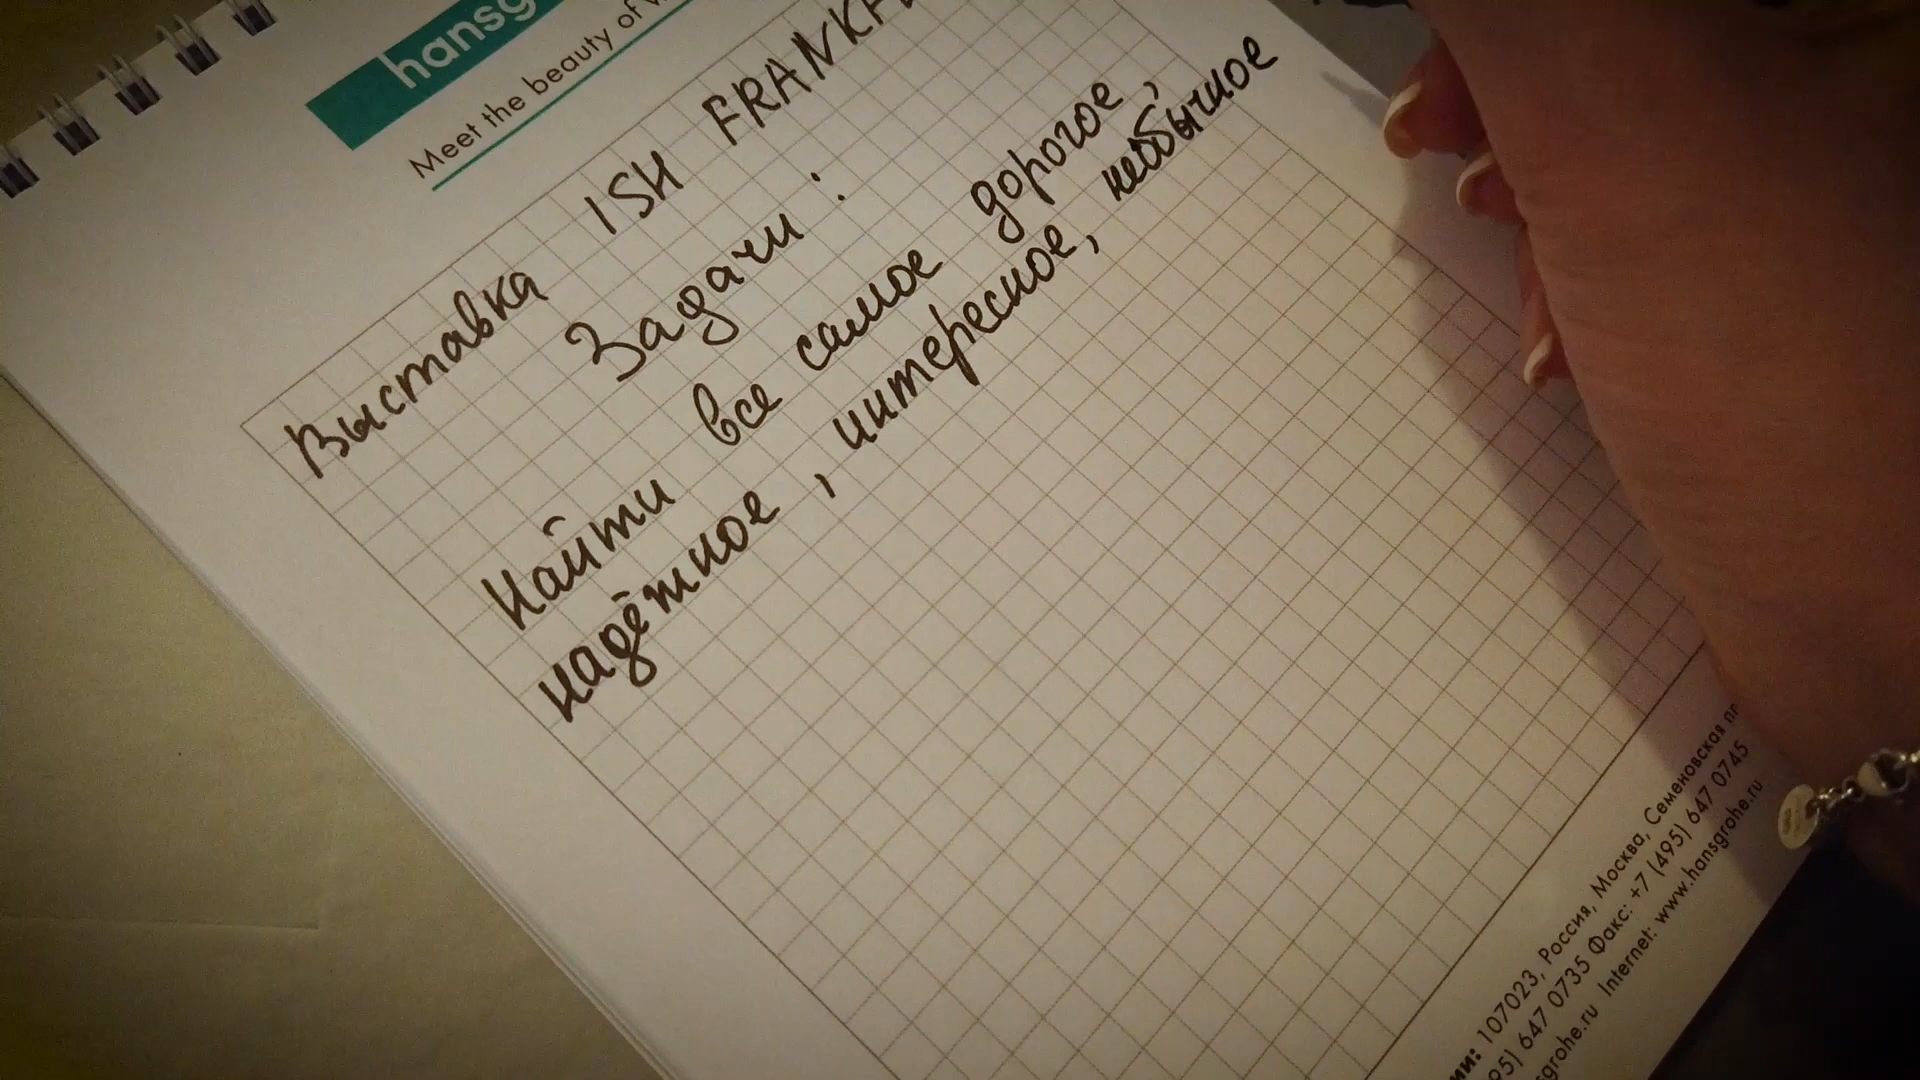 hansg
Meet the beauty of
Выставка ISH FRANKF
Задачи:
Найти все самое дорогое,
надёжное, интересное, необычное
107023, Россия, Москва, Семеновская пл
95) 647 0735 Факс: +7 (495) 647 0745
sgrohe.ru Internet: www.hansgrohe.ru